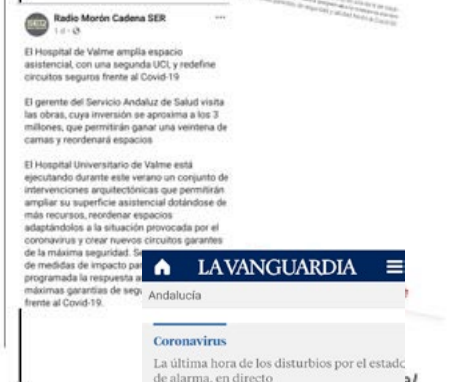 Radio Morón Cadena SER
1 d
El Hospital de Valme amplía espacio
asistencial, con una segunda UCI, y redefine
circuitos seguros frente al Covid-19
El gerente del Servicio Andaluz de Salud visita
las obras, cuya inversión se aproxima a los 3
millones, que permitirán ganar una veintena de
camas y reordenará espacios
El Hospital Universitario de Valme está
ejecutando durante este verano un conjunto de
intervenciones arquitectónicas que permitirán
ampliar su superficie asistencial dotándose de
más recursos, reordenar espacios
adaptándolos a la situación provocada por el
coronavirus y crear nuevos circuitos garantes
de la máxima seguridad. Se
de medidas de impacto par
programada la respuesta a
máximas garantías de segu
frente al Covid-19.
LA VANGUARDIA
Andalucía
Coronavirus
La última hora de los disturbios por el estado
de alarma, en directo